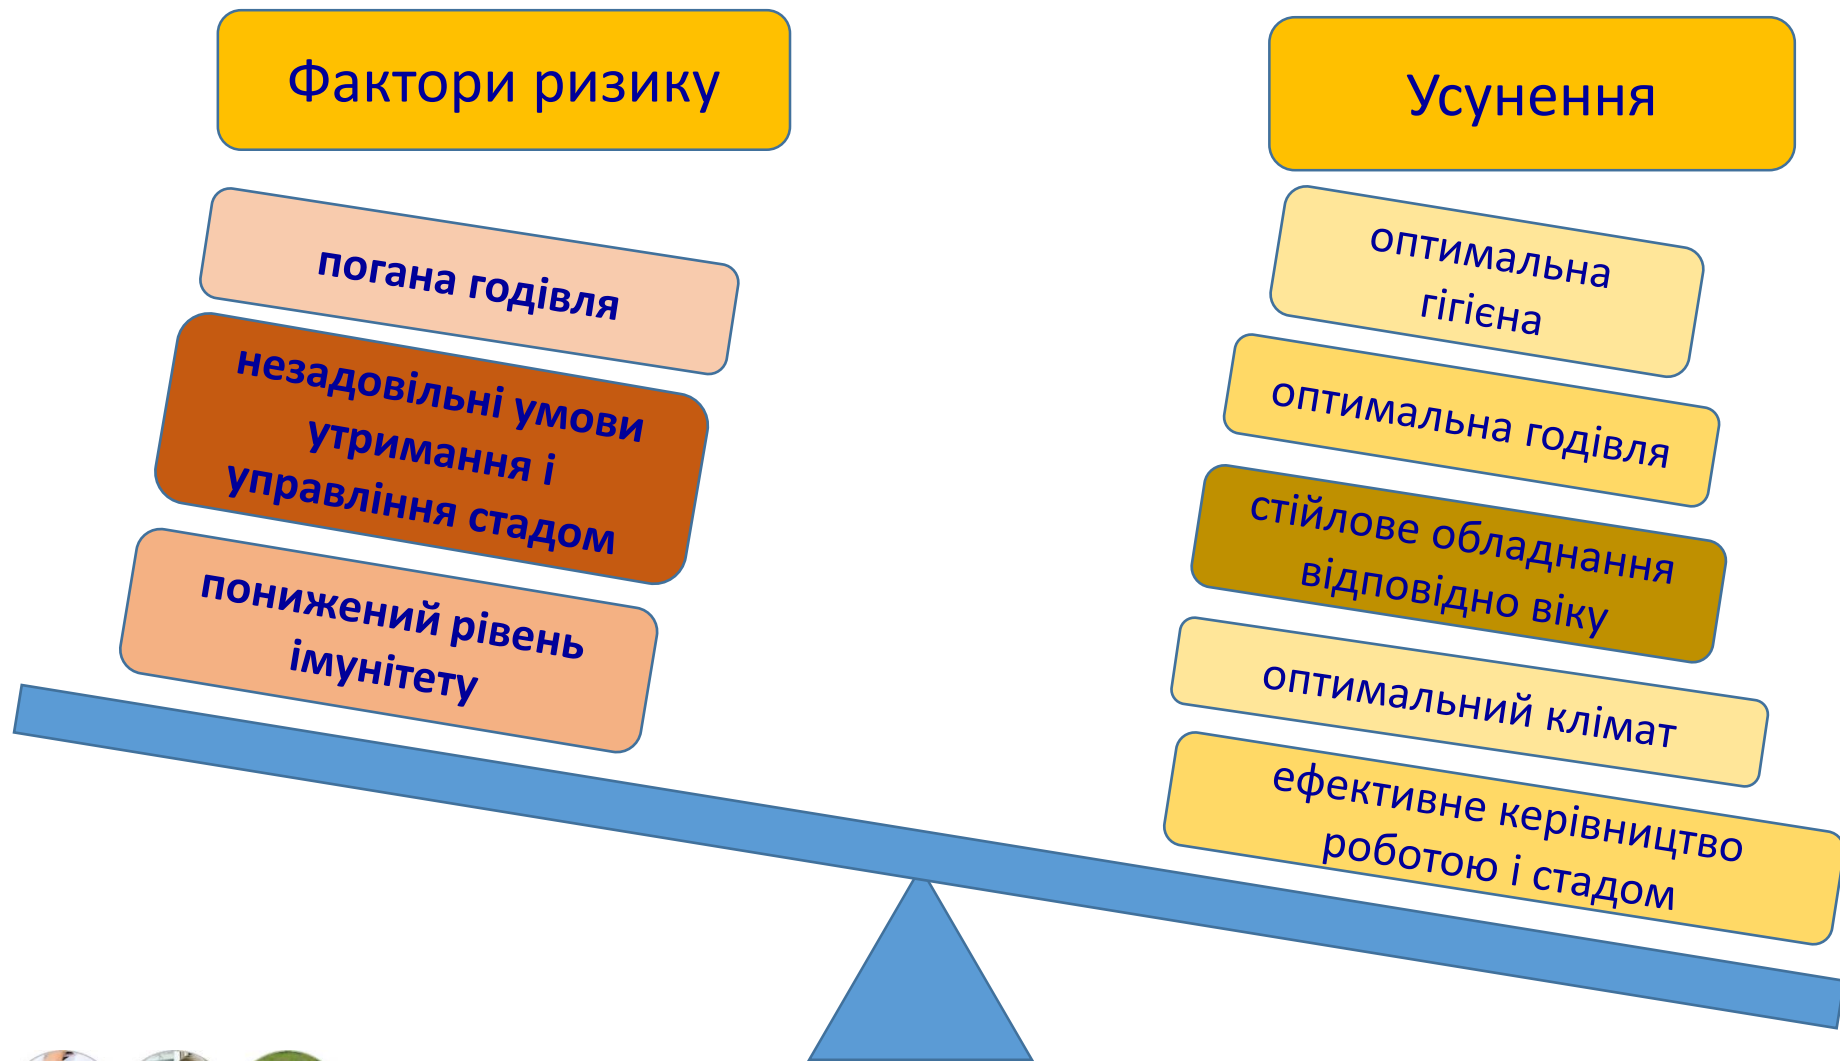 Фактори ризику
погана годівля
незадовільні умови
утримання і
управління стадом
понижений рівень
імунітету
Усунення
оптимальна
гігієна
оптимальна годівля
стійлове обладнання
відповідно віку
оптимальний клімат
ефективне керівництво
роботою і стадом